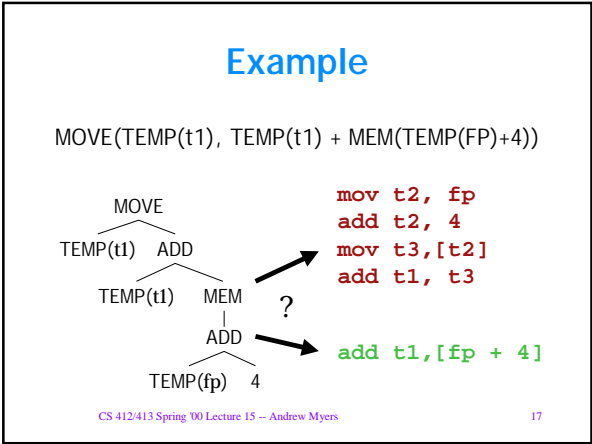 Example
MOVE(TEMP(t1), TEMP(t1) + MEM(TEMP(FP)+4))
MOVE
TEMP(t1) ADD
TEMP(t1) MEM
ADD
TEMP(fp) 4
?
mov t2, fp
add t2, 4
mov t3,[t2]
add t1, t3
add t1,[fp + 4]
CS 412/413 Spring '00 Lecture 15 -- Andrew Myers 17